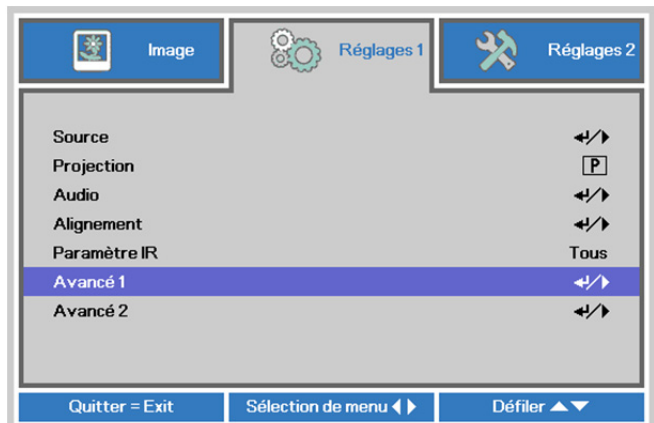 Image
Réglages 1
Réglages 2
Source ↵/▶
Projection P
Audio ↵/▶
Alignement ↵/▶
Paramètre IR Tous
Avancé 1 ↵/▶
Avancé 2 ↵/▶
Quitter = Exit
Sélection de menu ◀▶
Défiler ▲▼